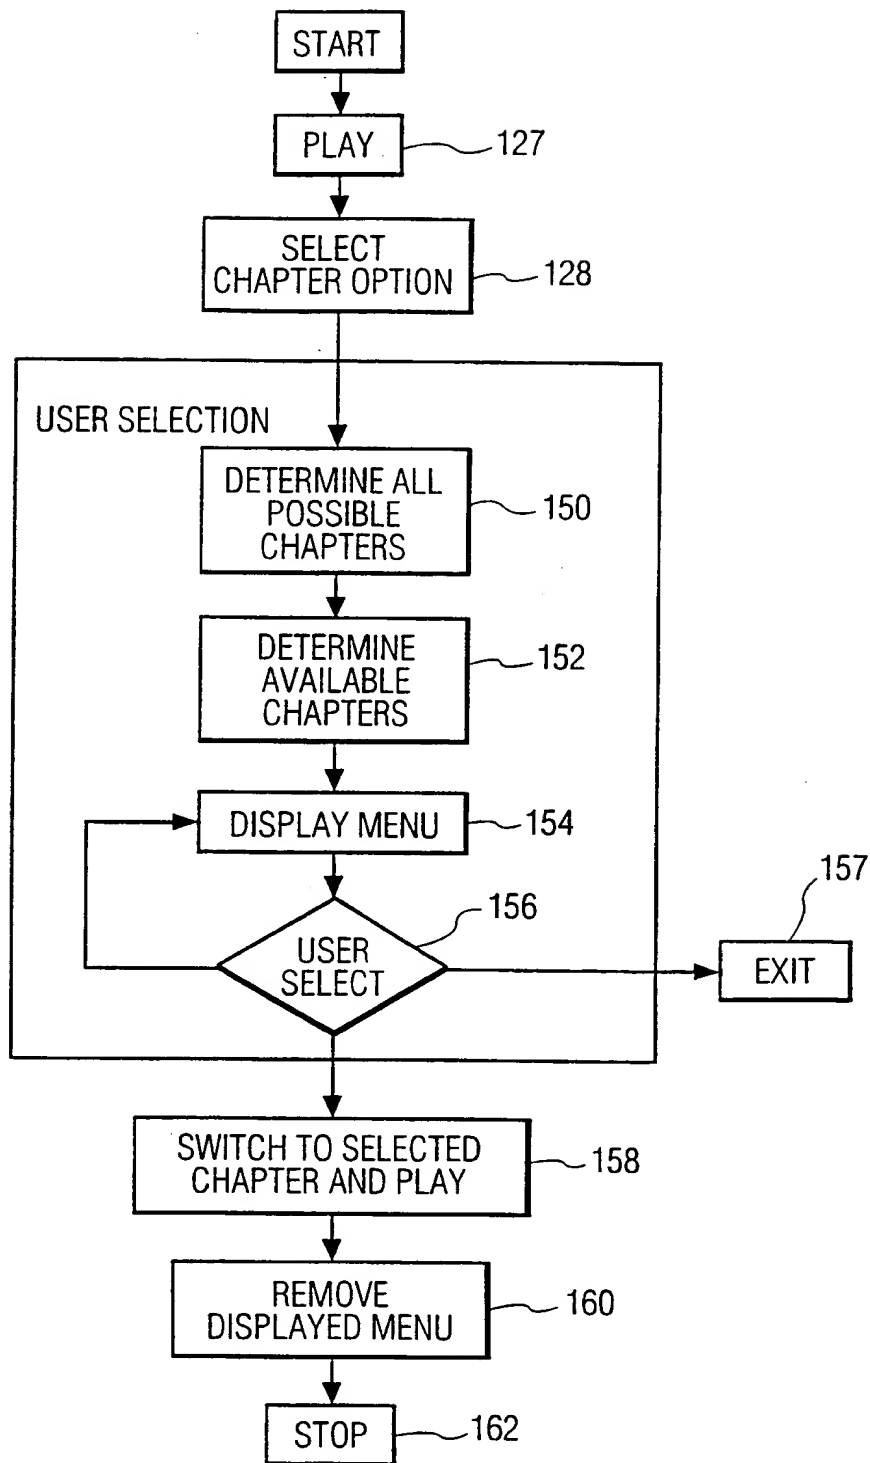 START
PLAY
127
SELECT
CHAPTER OPTION
128
USER SELECTION
DETERMINE ALL
POSSIBLE
CHAPTERS
150
DETERMINE
AVAILABLE
CHAPTERS
152
DISPLAY MENU
154
USER
SELECT
156
157
EXIT
SWITCH TO SELECTED
CHAPTER AND PLAY
158
REMOVE
DISPLAYED MENU
160
STOP
162